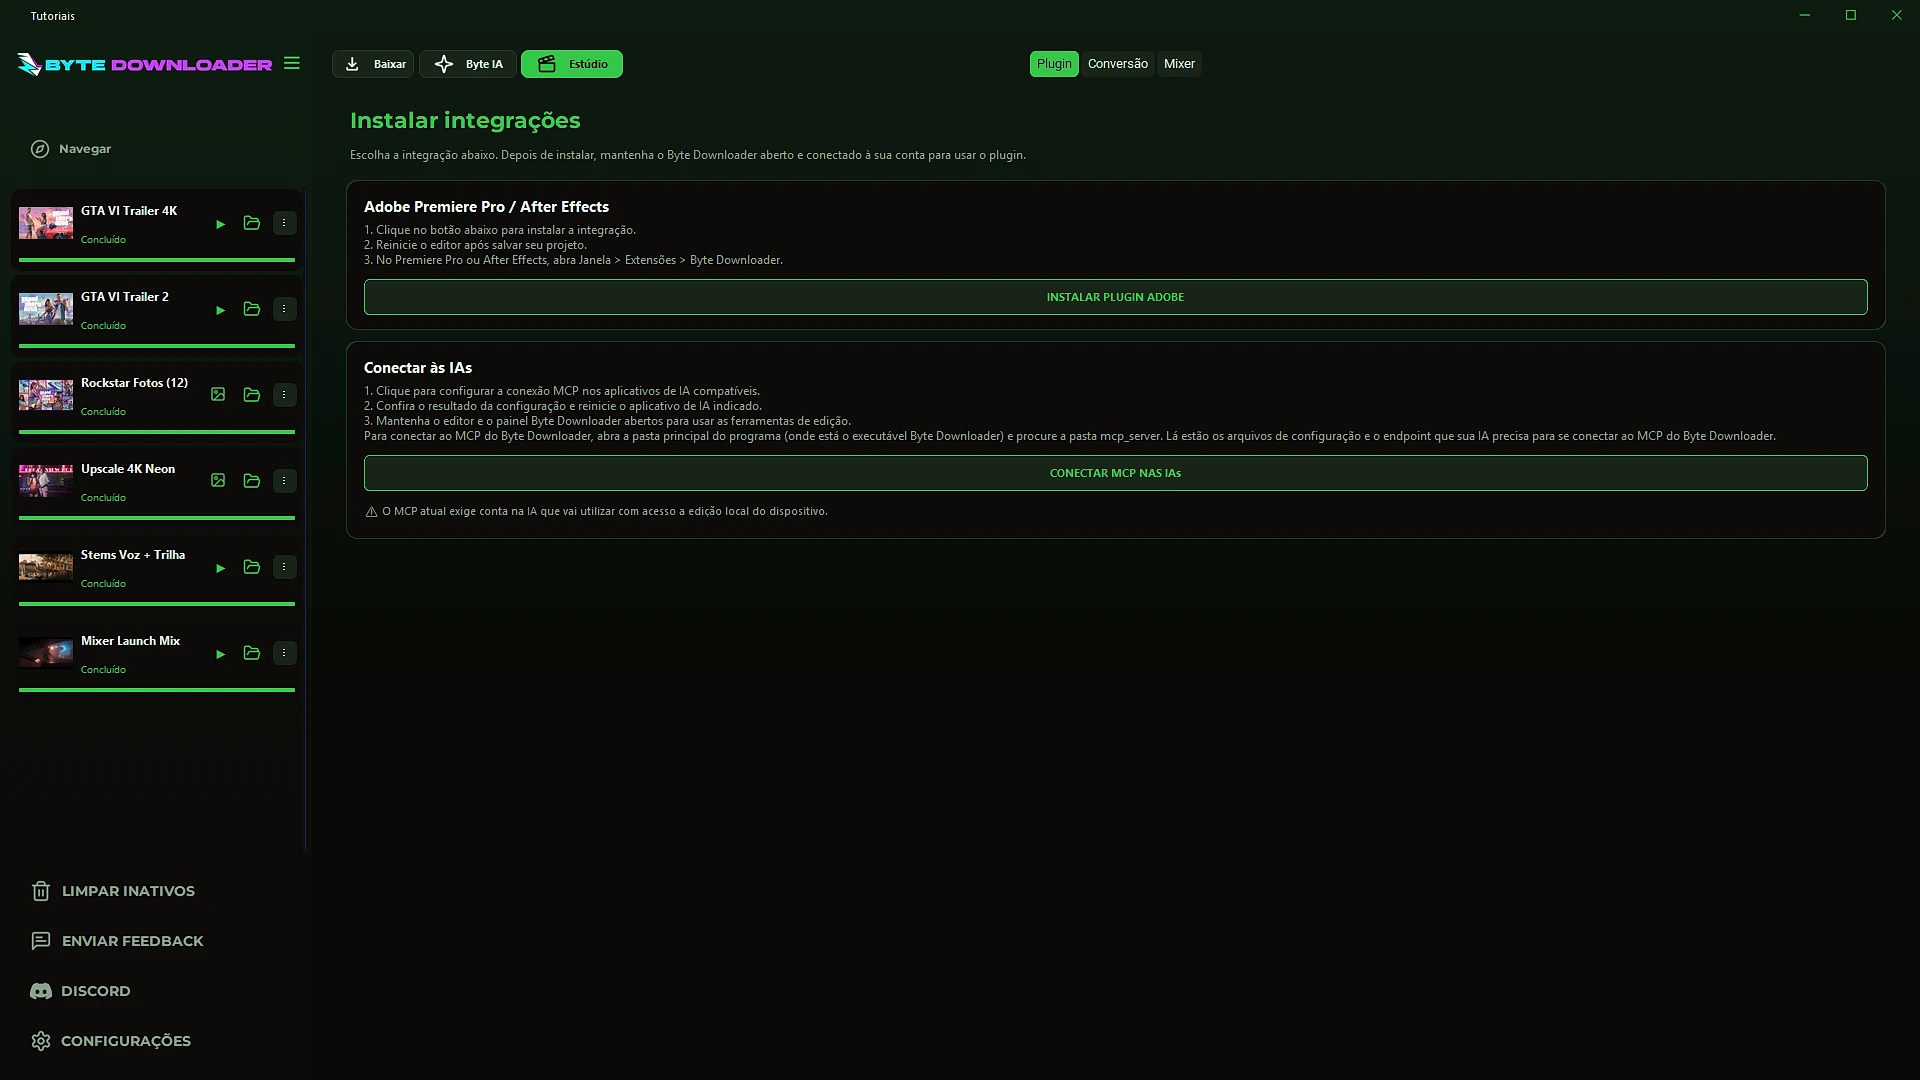 Tutoriais
BYTE DOWNLOADER
Baixar
Byte IA
Estúdio
Plugin
Conversão
Mixer
Navegar
GTA VI Trailer 4K
Concluído
GTA VI Trailer 2
Concluído
Rockstar Fotos (12)
Concluído
Upscale 4K Neon
Concluído
Stems Voz + Trilha
Concluído
Mixer Launch Mix
Concluído
LIMPAR INATIVOS
ENVIAR FEEDBACK
DISCORD
CONFIGURAÇÕES
Instalar integrações
Escolha a integração abaixo. Depois de instalar, mantenha o Byte Downloader aberto e conectado à sua conta para usar o plugin.
Adobe Premiere Pro / After Effects
1. Clique no botão abaixo para instalar a integração.
2. Reinicie o editor após salvar seu projeto.
3. No Premiere Pro ou After Effects, abra Janela > Extensões > Byte Downloader.
INSTALAR PLUGIN ADOBE
Conectar às IAs
1. Clique para configurar a conexão MCP nos aplicativos de IA compatíveis.
2. Confira o resultado da configuração e reinicie o aplicativo de IA indicado.
3. Mantenha o editor e o painel Byte Downloader abertos para usar as ferramentas de edição.
Para conectar ao MCP do Byte Downloader, abra a pasta principal do programa (onde está o executável Byte Downloader) e procure a pasta mcp_server. Lá estão os arquivos de configuração e o endpoint que sua IA precisa para se conectar ao MCP do Byte Downloader.
CONECTAR MCP NAS IAs
⚠ O MCP atual exige conta na IA que vai utilizar com acesso a edição local do dispositivo.